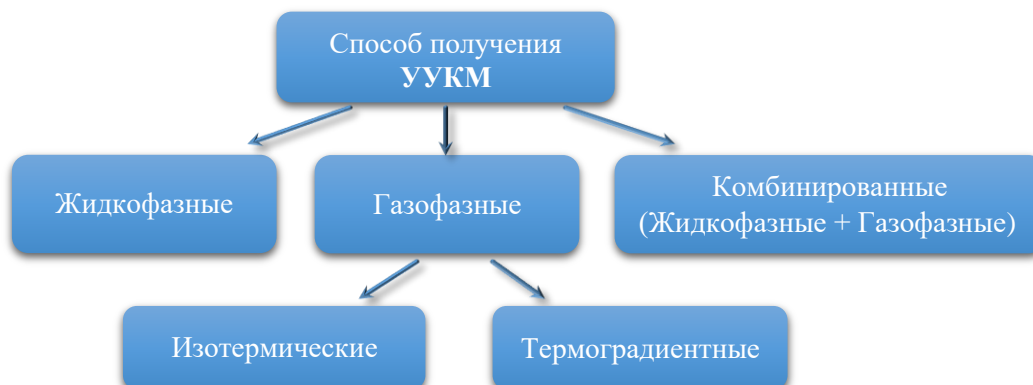 Способ получения
УУКМ
Жидкофазные
Газофазные
Комбинированные
(Жидкофазные + Газофазные)
Изотермические
Термоградиентные